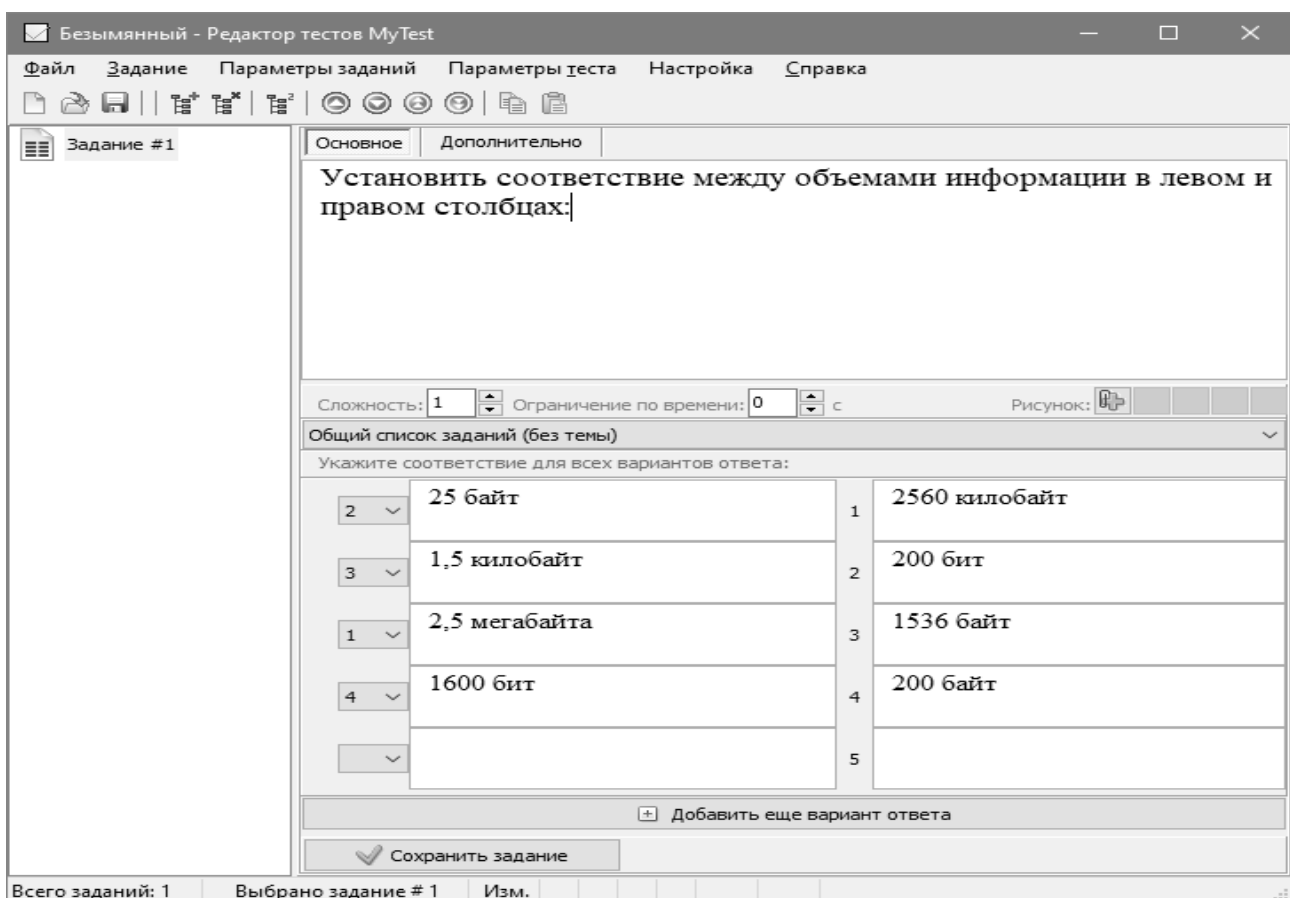 Безымянный - Редактор тестов MyTest
Файл Задание Параметры заданий Параметры теста Настройка Справка
Задание #1
Основное Дополнительно
Установить соответствие между объемами информации в левом и
правом столбцах:
Сложность: 1 Ограничение по времени: 0 с Рисунок:
Общий список заданий (без темы)
Укажите соответствие для всех вариантов ответа:
2 25 байт 1 2560 килобайт
3 1,5 килобайт 2 200 бит
1 2,5 мегабайта 3 1536 байт
4 1600 бит 4 200 байт
5
Добавить еще вариант ответа
Сохранить задание
Всего заданий: 1 Выбрано задание # 1 Изм.